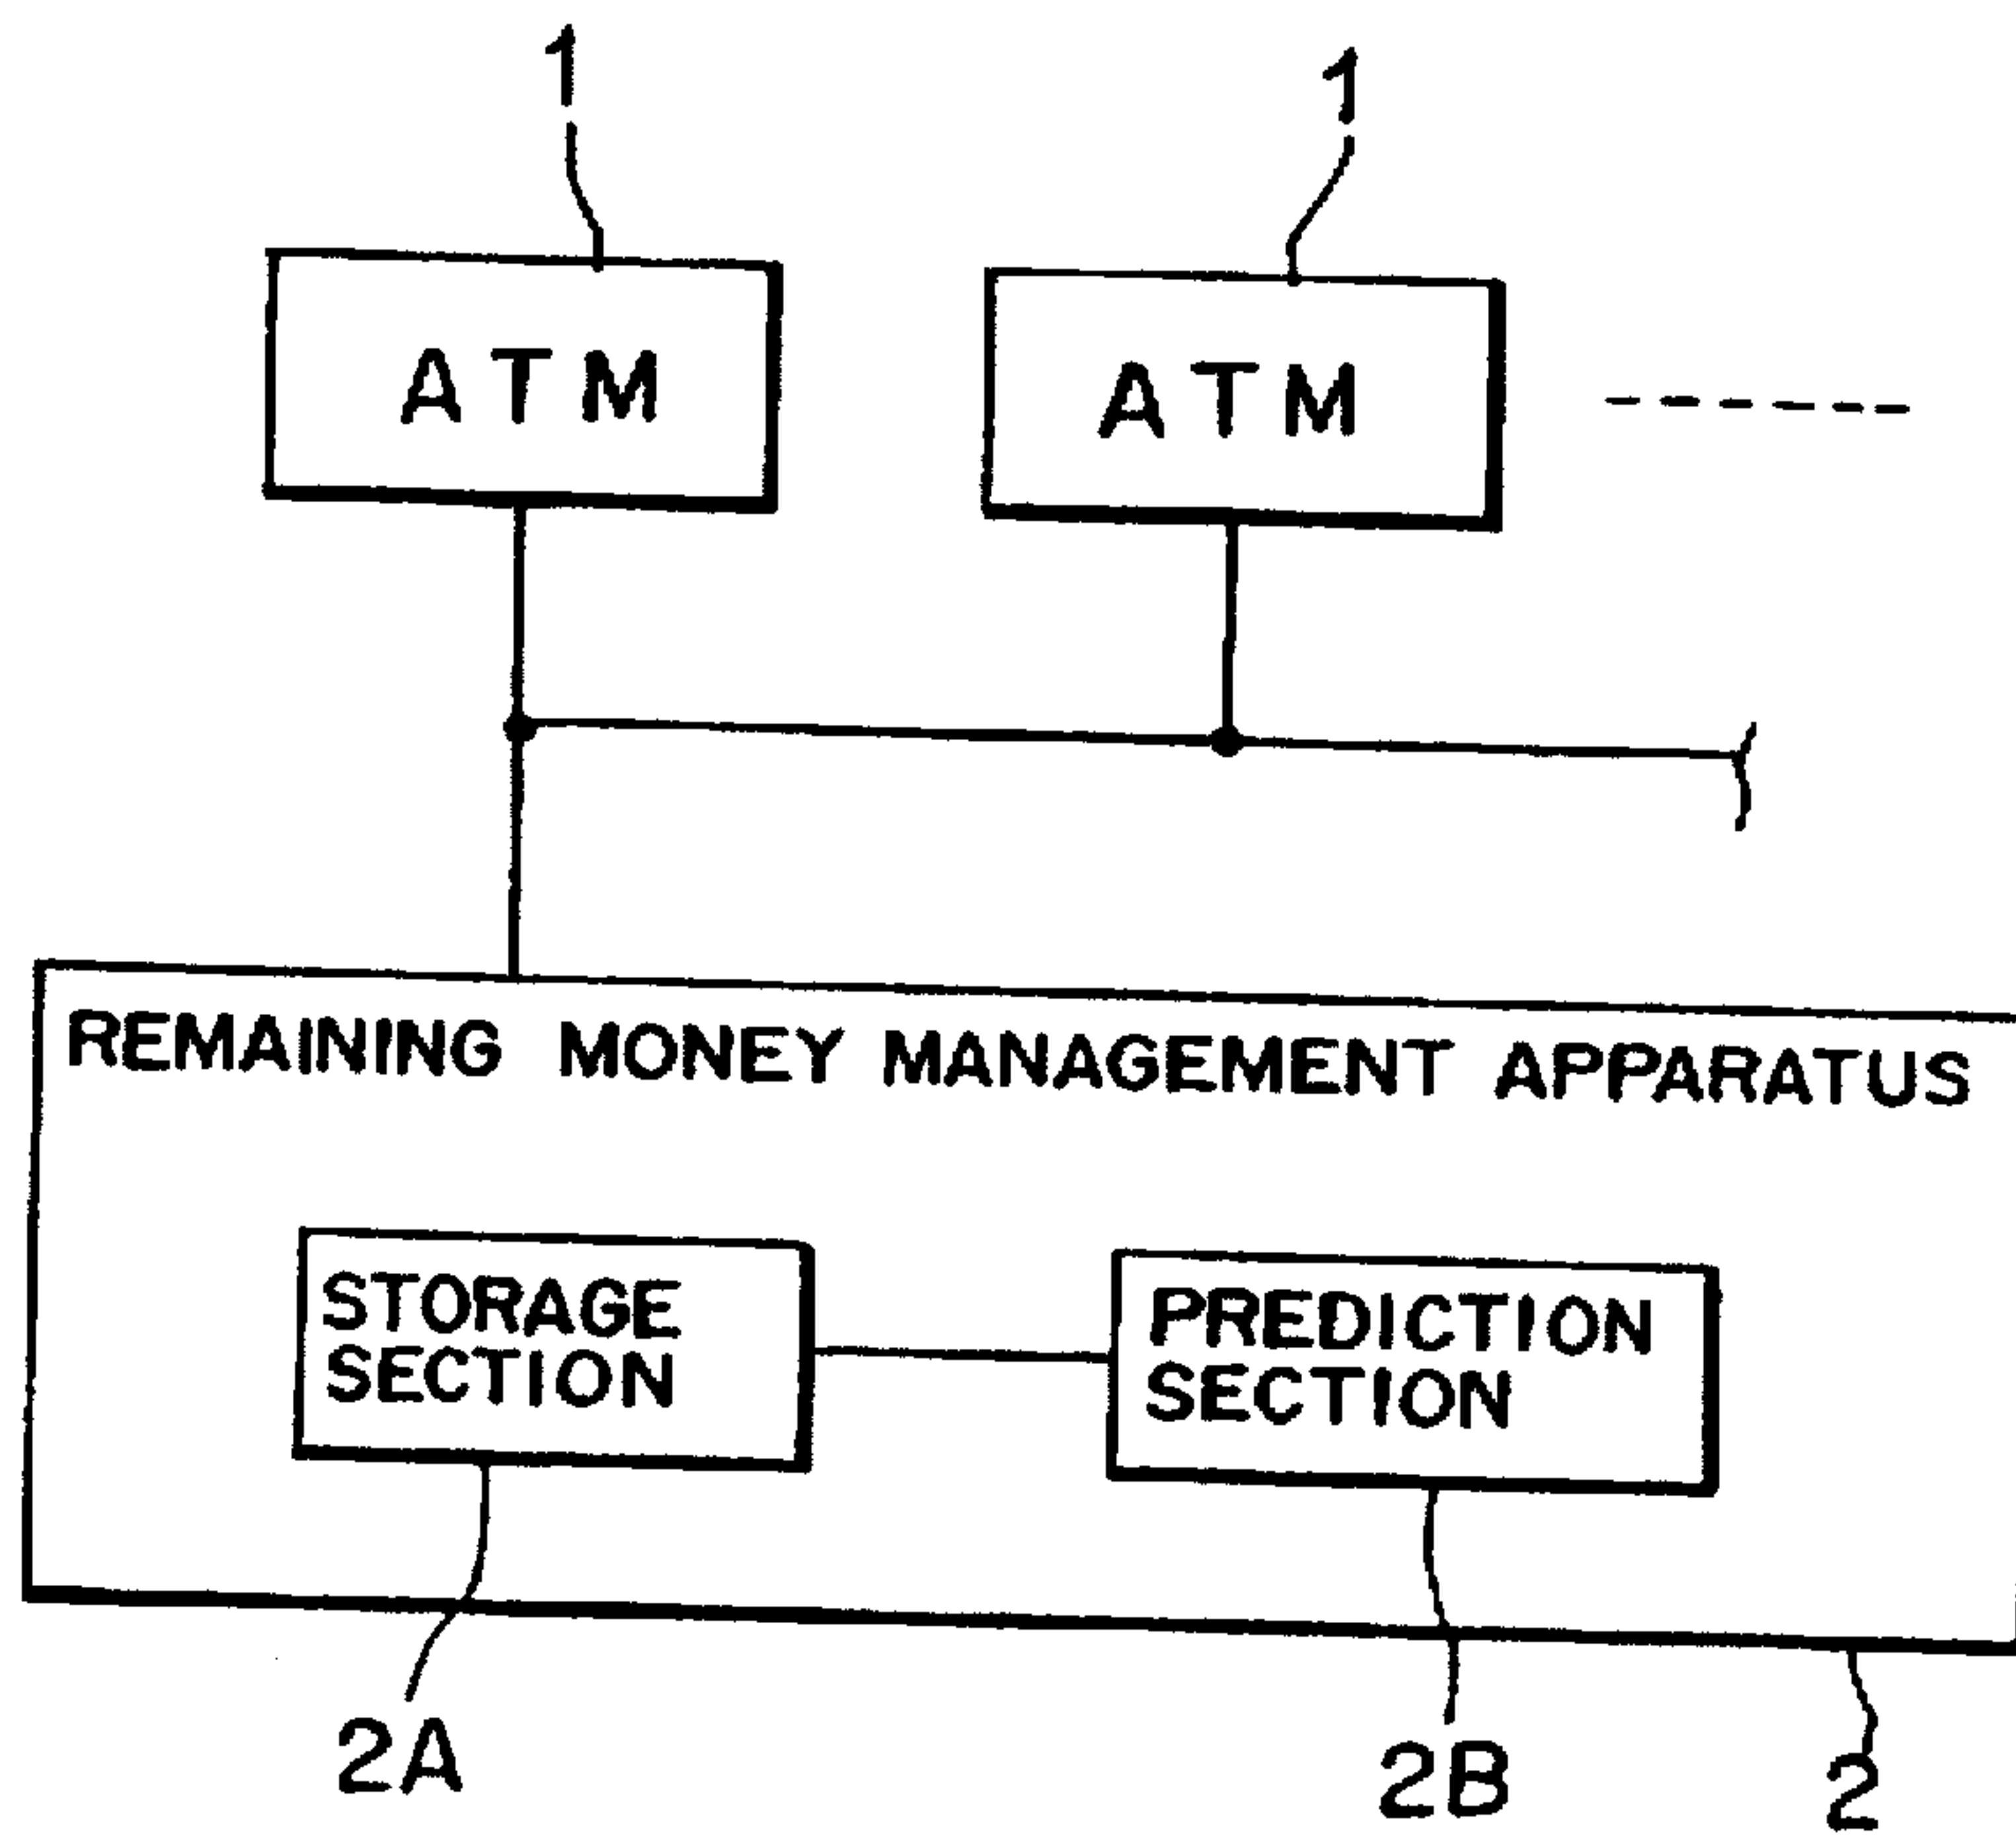 1
1
ATM
ATM
REMAINING MONEY MANAGEMENT APPARATUS
STORAGE
SECTION
PREDICTION
SECTION
2A
2B
2